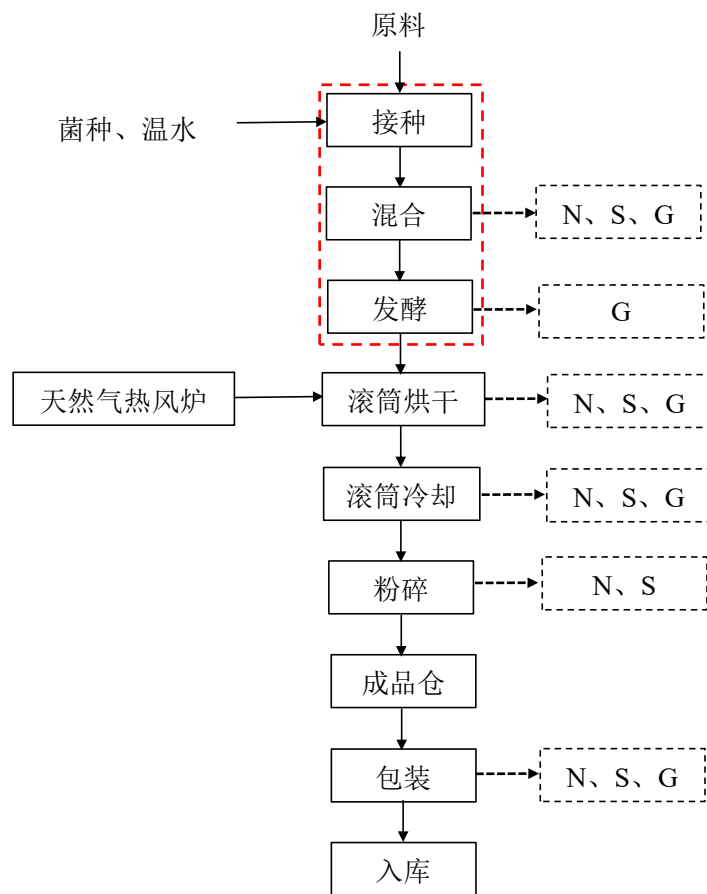 原料
菌种、温水
接种
混合
N、S、G
发酵
G
天然气热风炉
滚筒烘干
N、S、G
滚筒冷却
N、S、G
粉碎
N、S
成品仓
包装
N、S、G
入库